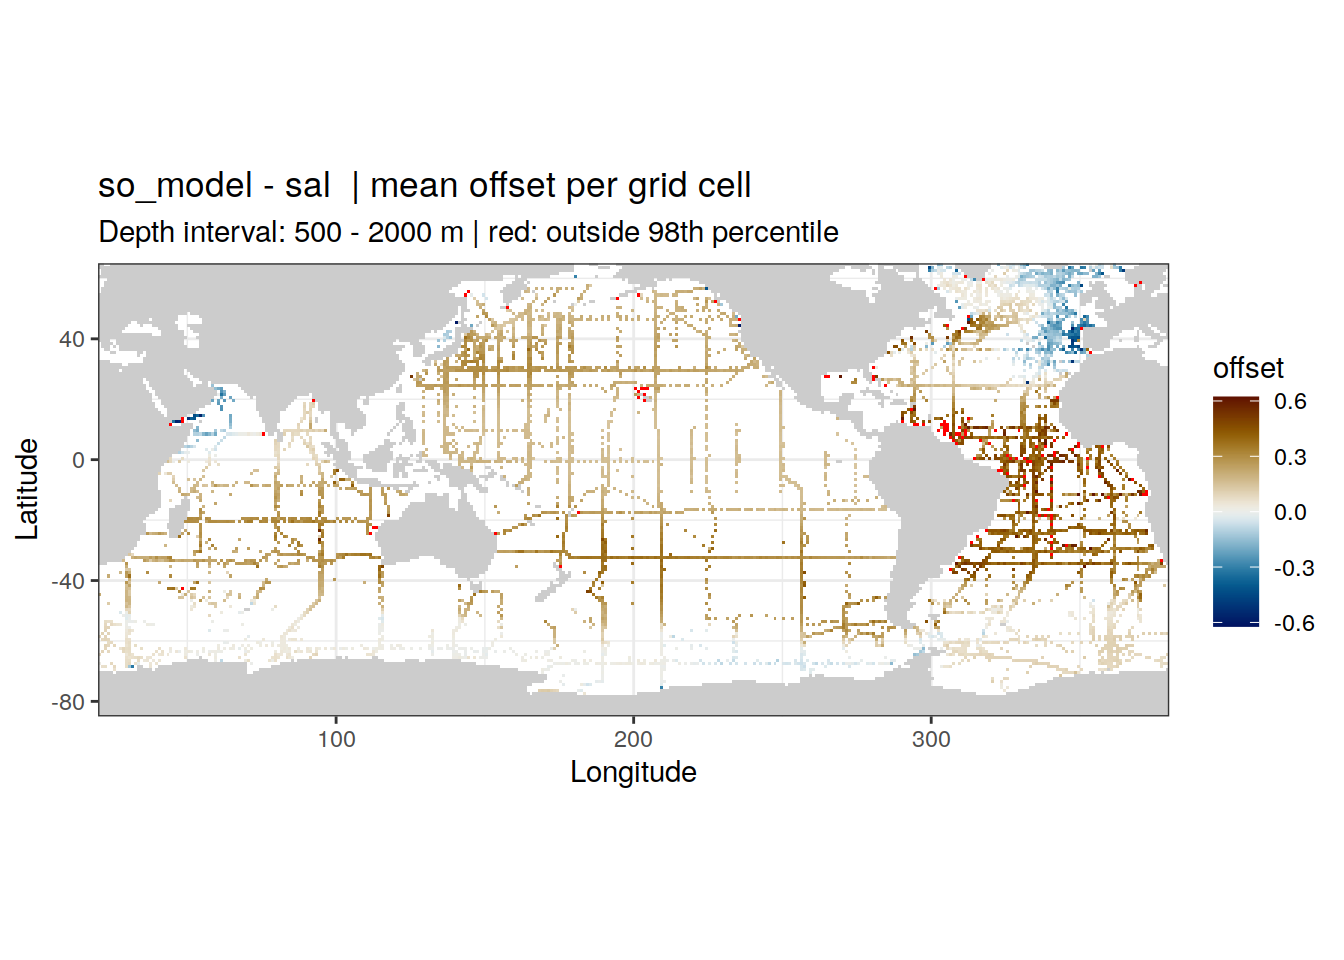 so_model - sal  | mean offset per grid cell
Depth interval: 500 - 2000 m | red: outside 98th percentile
Latitude
40
0
-40
-80
100
200
300
Longitude
offset
0.6
0.3
0.0
-0.3
-0.6